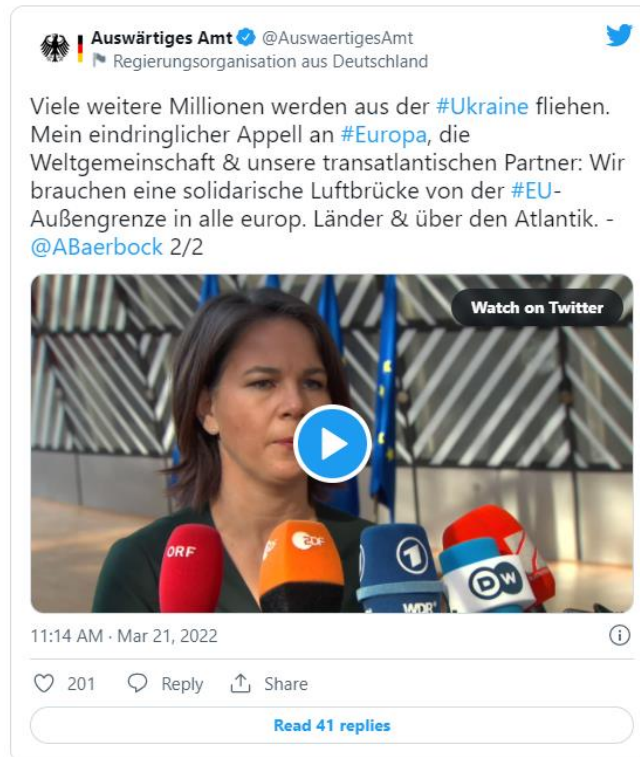 Auswärtiges Amt @AuswaertigesAmt
Regierungsorganisation aus Deutschland
Viele weitere Millionen werden aus der #Ukraine fliehen.
Mein eindringlicher Appell an #Europa, die
Weltgemeinschaft & unsere transatlantischen Partner: Wir
brauchen eine solidarische Luftbrücke von der #EU-
Außengrenze in alle europ. Länder & über den Atlantik. -
@ABaerbock 2/2
Watch on Twitter
ORF
ZDF
1
WDR
DW
11:14 AM · Mar 21, 2022
201 Reply Share
Read 41 replies